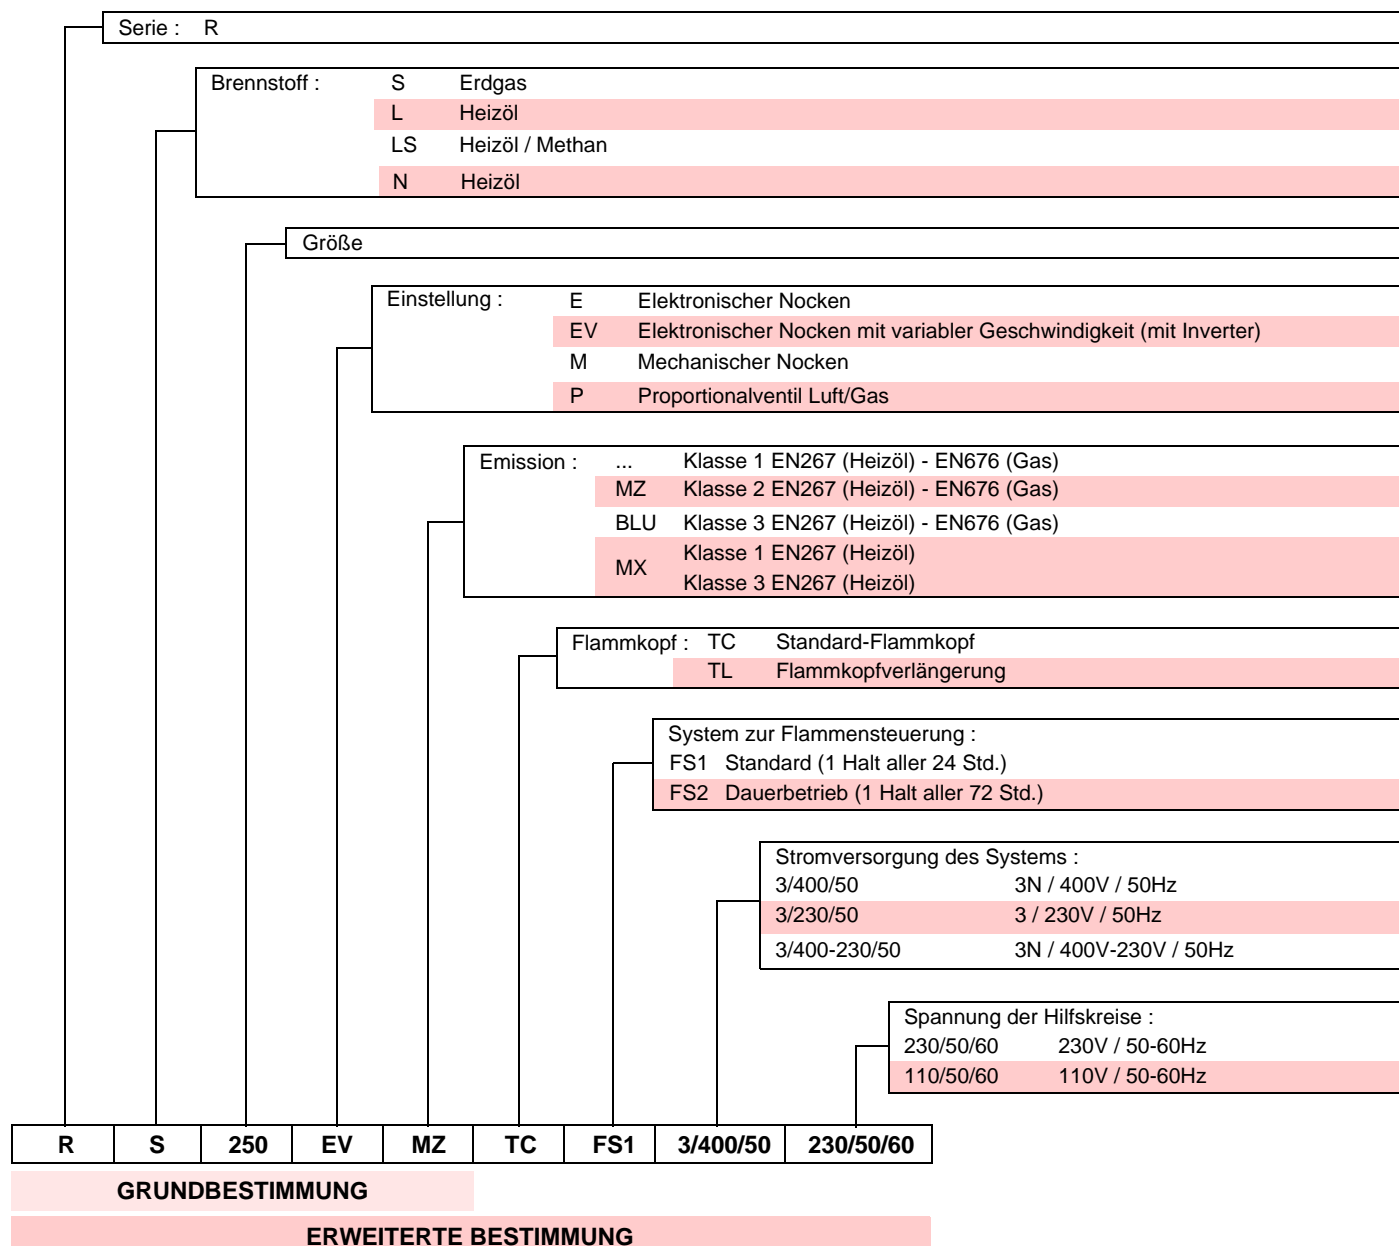 Serie : R
Brennstoff : S Erdgas
L Heizöl
LS Heizöl / Methan
N Heizöl
Größe
Einstellung : E Elektronischer Nocken
EV Elektronischer Nocken mit variabler Geschwindigkeit (mit Inverter)
M Mechanischer Nocken
P Proportionalventil Luft/Gas
Emission : ... Klasse 1 EN267 (Heizöl) - EN676 (Gas)
MZ Klasse 2 EN267 (Heizöl) - EN676 (Gas)
BLU Klasse 3 EN267 (Heizöl) - EN676 (Gas)
MX Klasse 1 EN267 (Heizöl)
Klasse 3 EN267 (Heizöl)
Flammkopf : TC Standard-Flammkopf
TL Flammkopfverlängerung
System zur Flammensteuerung :
FS1 Standard (1 Halt aller 24 Std.)
FS2 Dauerbetrieb (1 Halt aller 72 Std.)
Stromversorgung des Systems :
3/400/50 3N / 400V / 50Hz
3/230/50 3 / 230V / 50Hz
3/400-230/50 3N / 400V-230V / 50Hz
Spannung der Hilfskreise :
230/50/60 230V / 50-60Hz
110/50/60 110V / 50-60Hz
R S 250 EV MZ TC FS1 3/400/50 230/50/60
GRUNDBESTIMMUNG
ERWEITERTE BESTIMMUNG